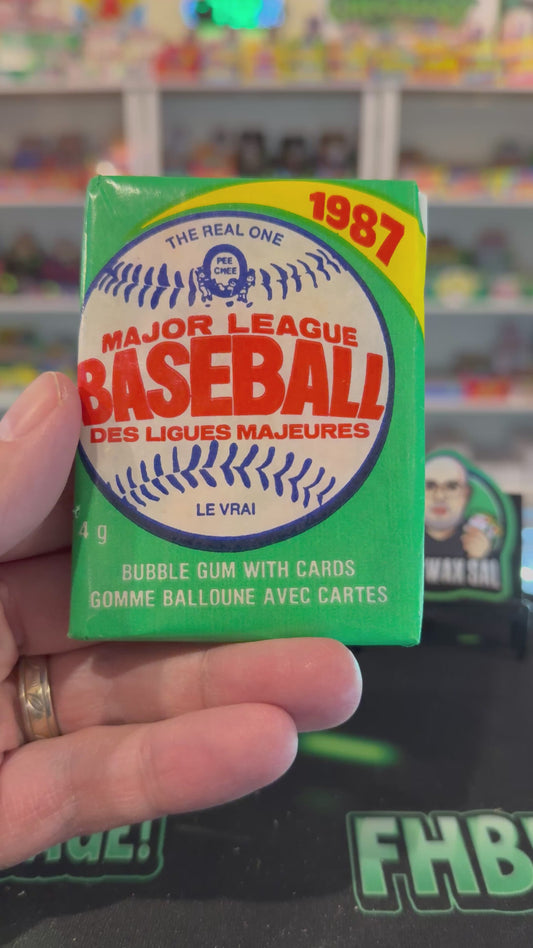 1987
THE REAL ONE
PEE
CHEE
MAJOR LEAGUE
BASEBALL
DES LIGUES MAJEURES
LE VRAI
4 g
BUBBLE GUM WITH CARDS
GOMME BALLOUNE AVEC CARTES
WAX SAL
FHB